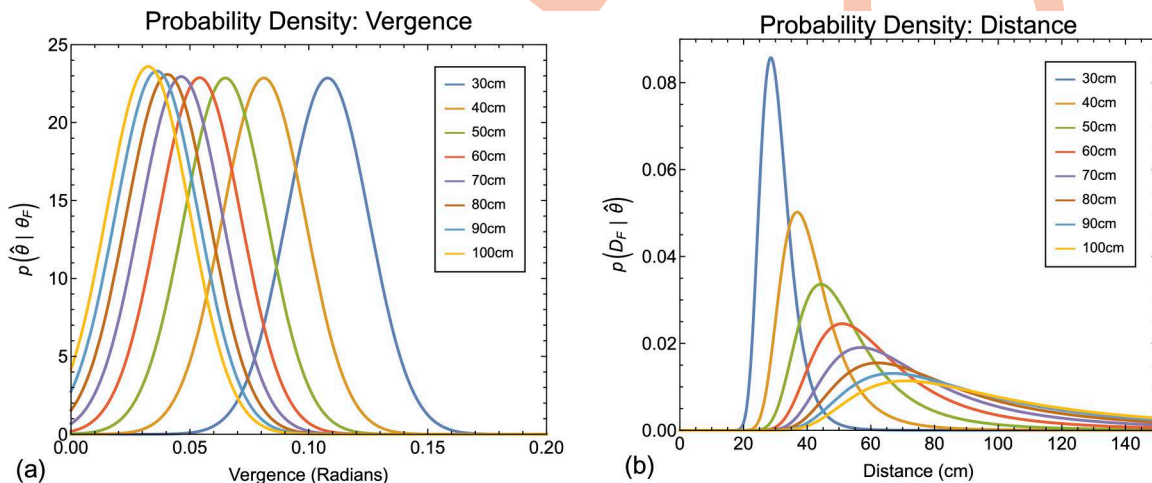 Probability Density: Vergence
25
20
15
10
5
0
0.00
0.05
0.10
0.15
0.20
p(θ̂ | θF)
Vergence (Radians)
(a)
30cm
40cm
50cm
60cm
70cm
80cm
90cm
100cm
Probability Density: Distance
0.08
0.06
0.04
0.02
0.00
0
20
40
60
80
100
120
140
p(DF | θ̂)
Distance (cm)
(b)
30cm
40cm
50cm
60cm
70cm
80cm
90cm
100cm